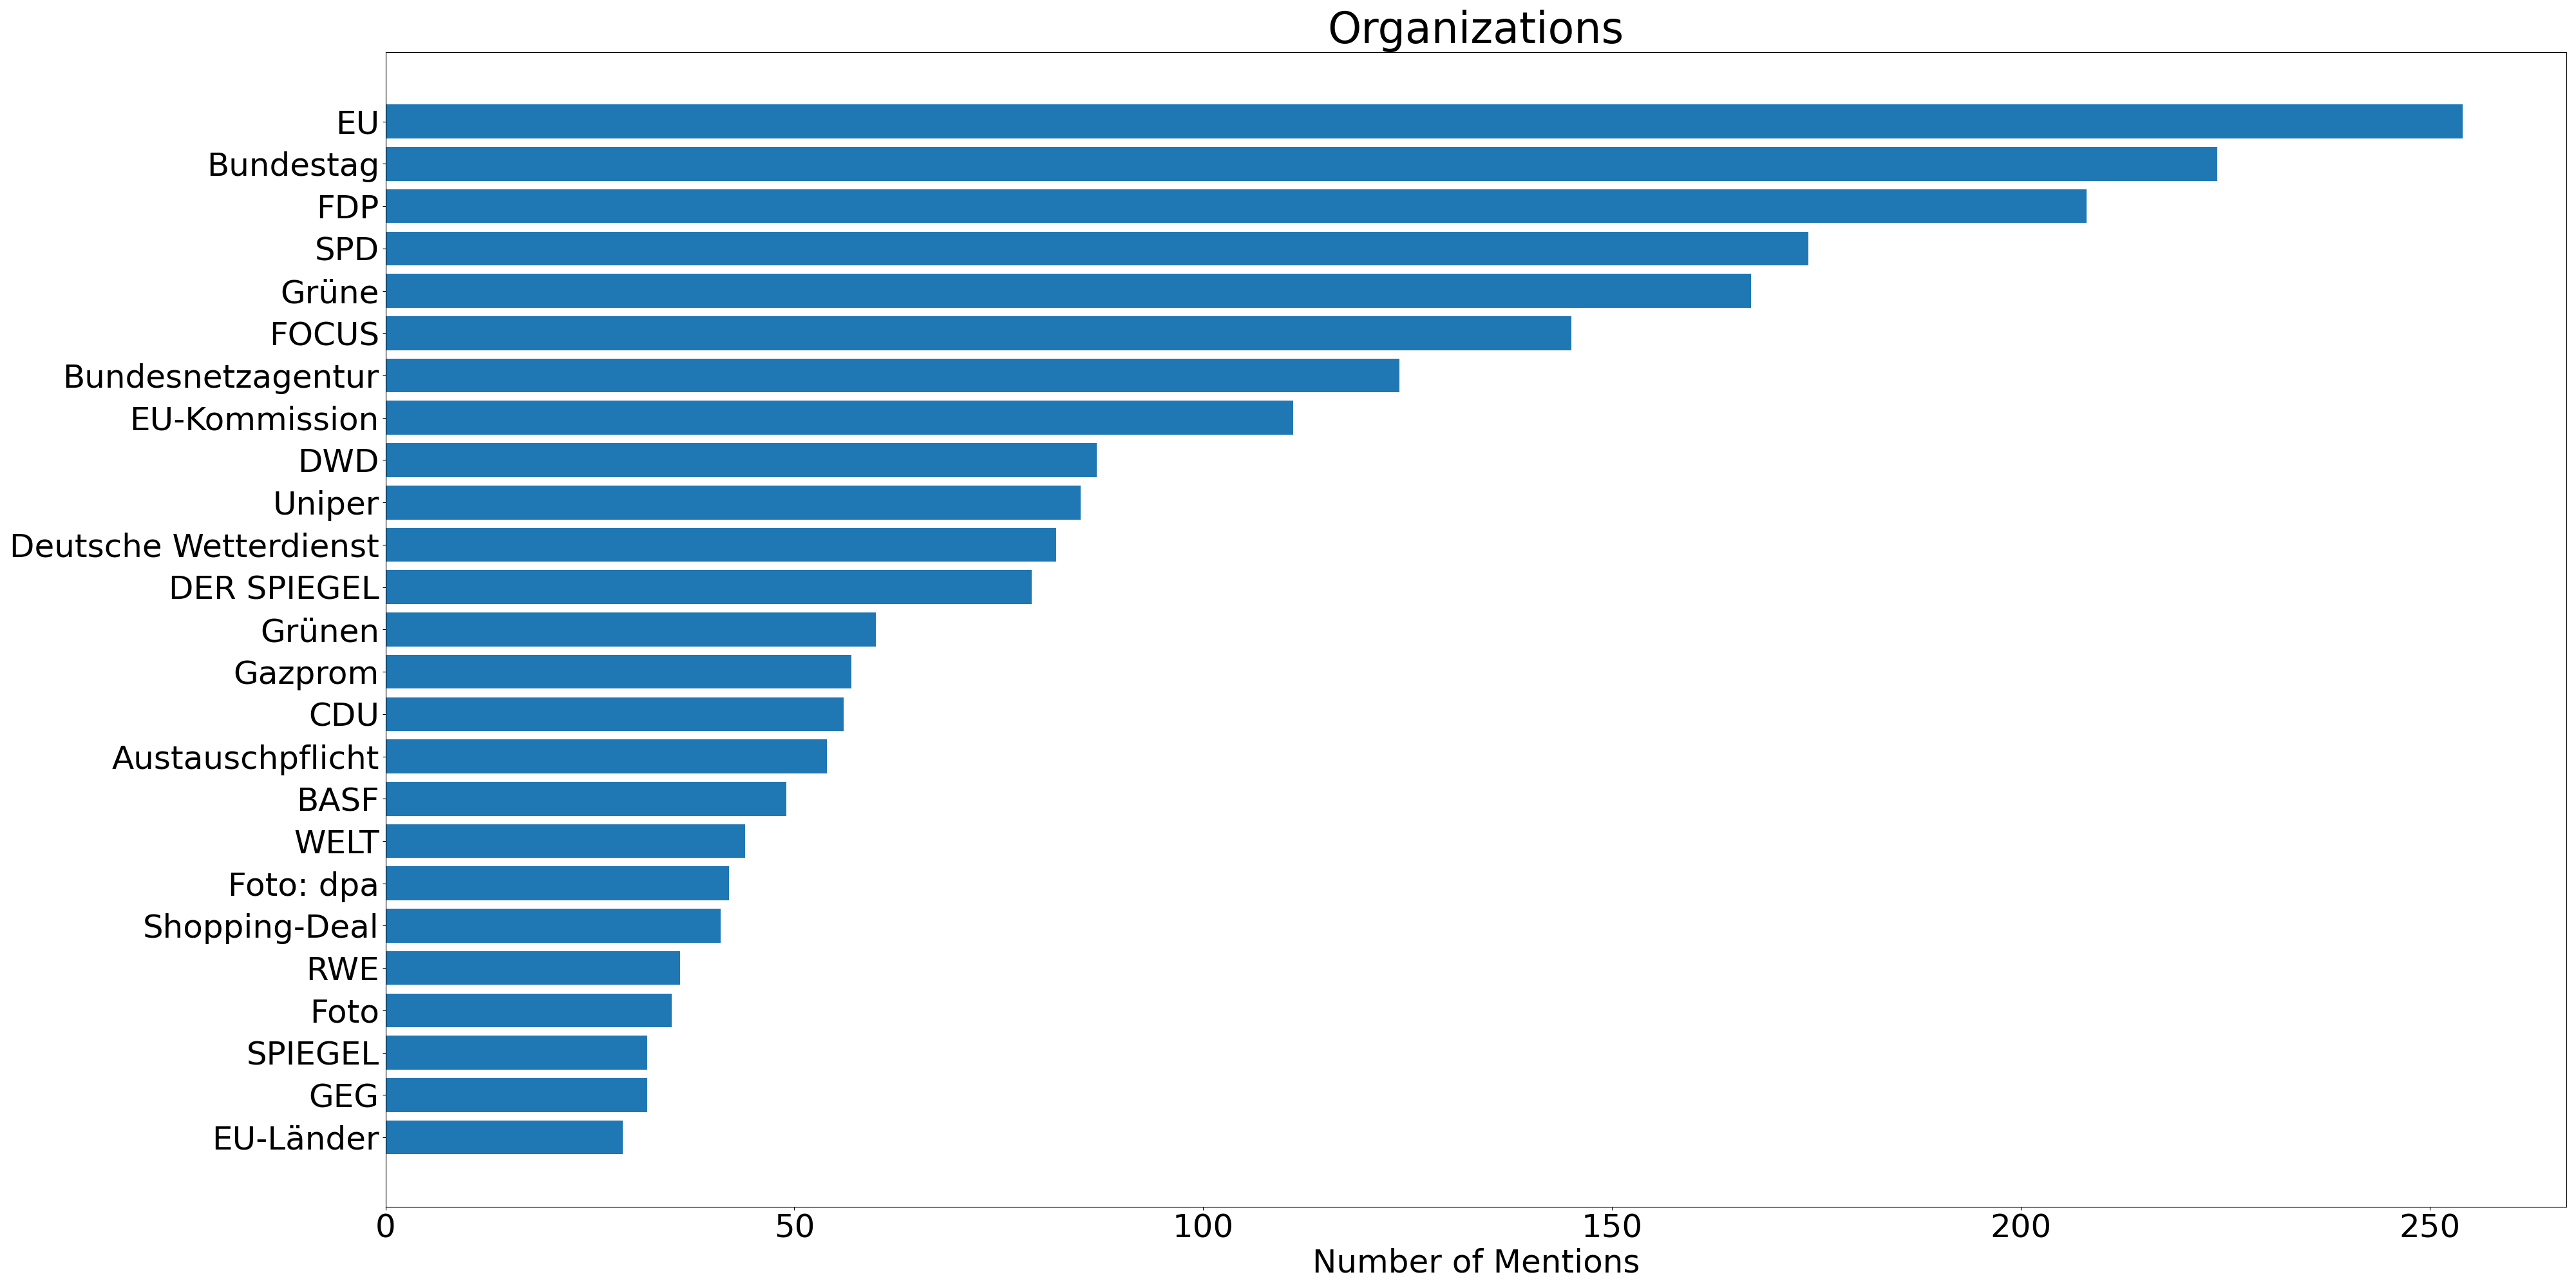 Organizations
EU
Bundestag
FDP
SPD
Grüne
FOCUS
Bundesnetzagentur
EU-Kommission
DWD
Uniper
Deutsche Wetterdienst
DER SPIEGEL
Grünen
Gazprom
CDU
Austauschpflicht
BASF
WELT
Foto: dpa
Shopping-Deal
RWE
Foto
SPIEGEL
GEG
EU-Länder
0 50 100 150 200 250
Number of Mentions